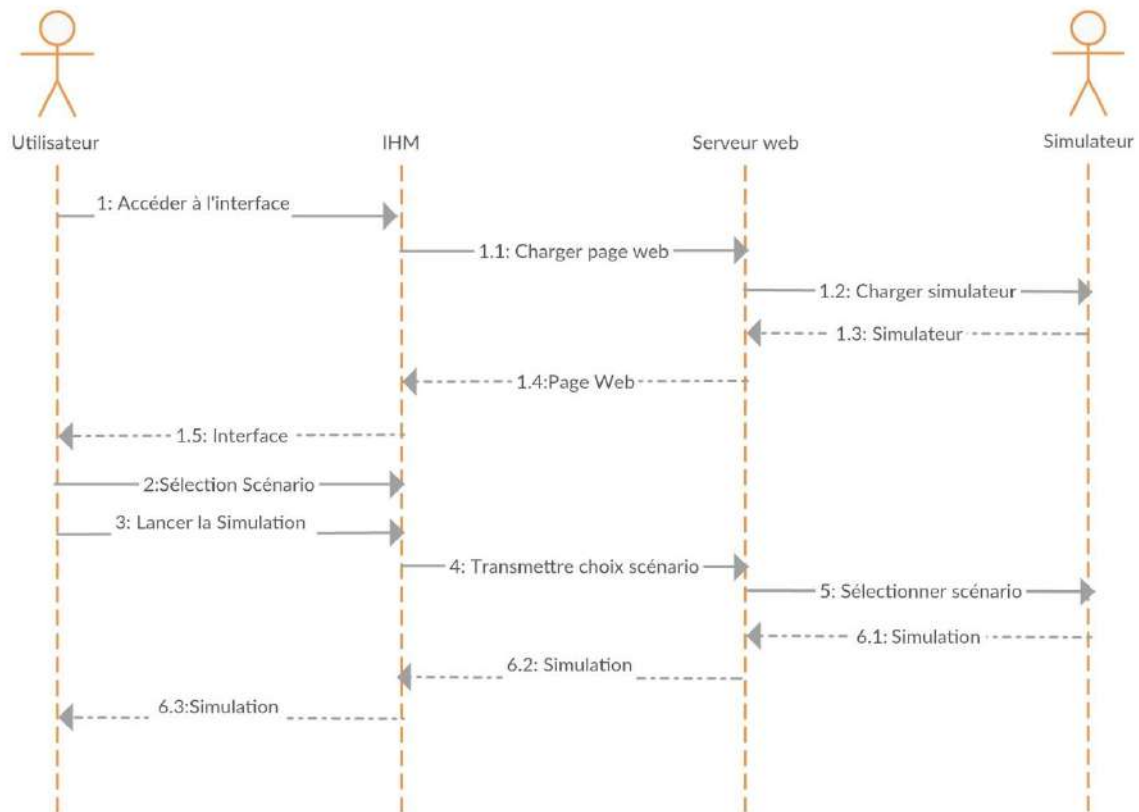 Utilisateur
IHM
Serveur web
Simulateur
1: Accéder à l'interface
1.1: Charger page web
1.2: Charger simulateur
1.3: Simulateur
1.4:Page Web
1.5: Interface
2:Sélection Scénario
3: Lancer la Simulation
4: Transmettre choix scénario
5: Sélectionner scénario
6.1: Simulation
6.2: Simulation
6.3:Simulation